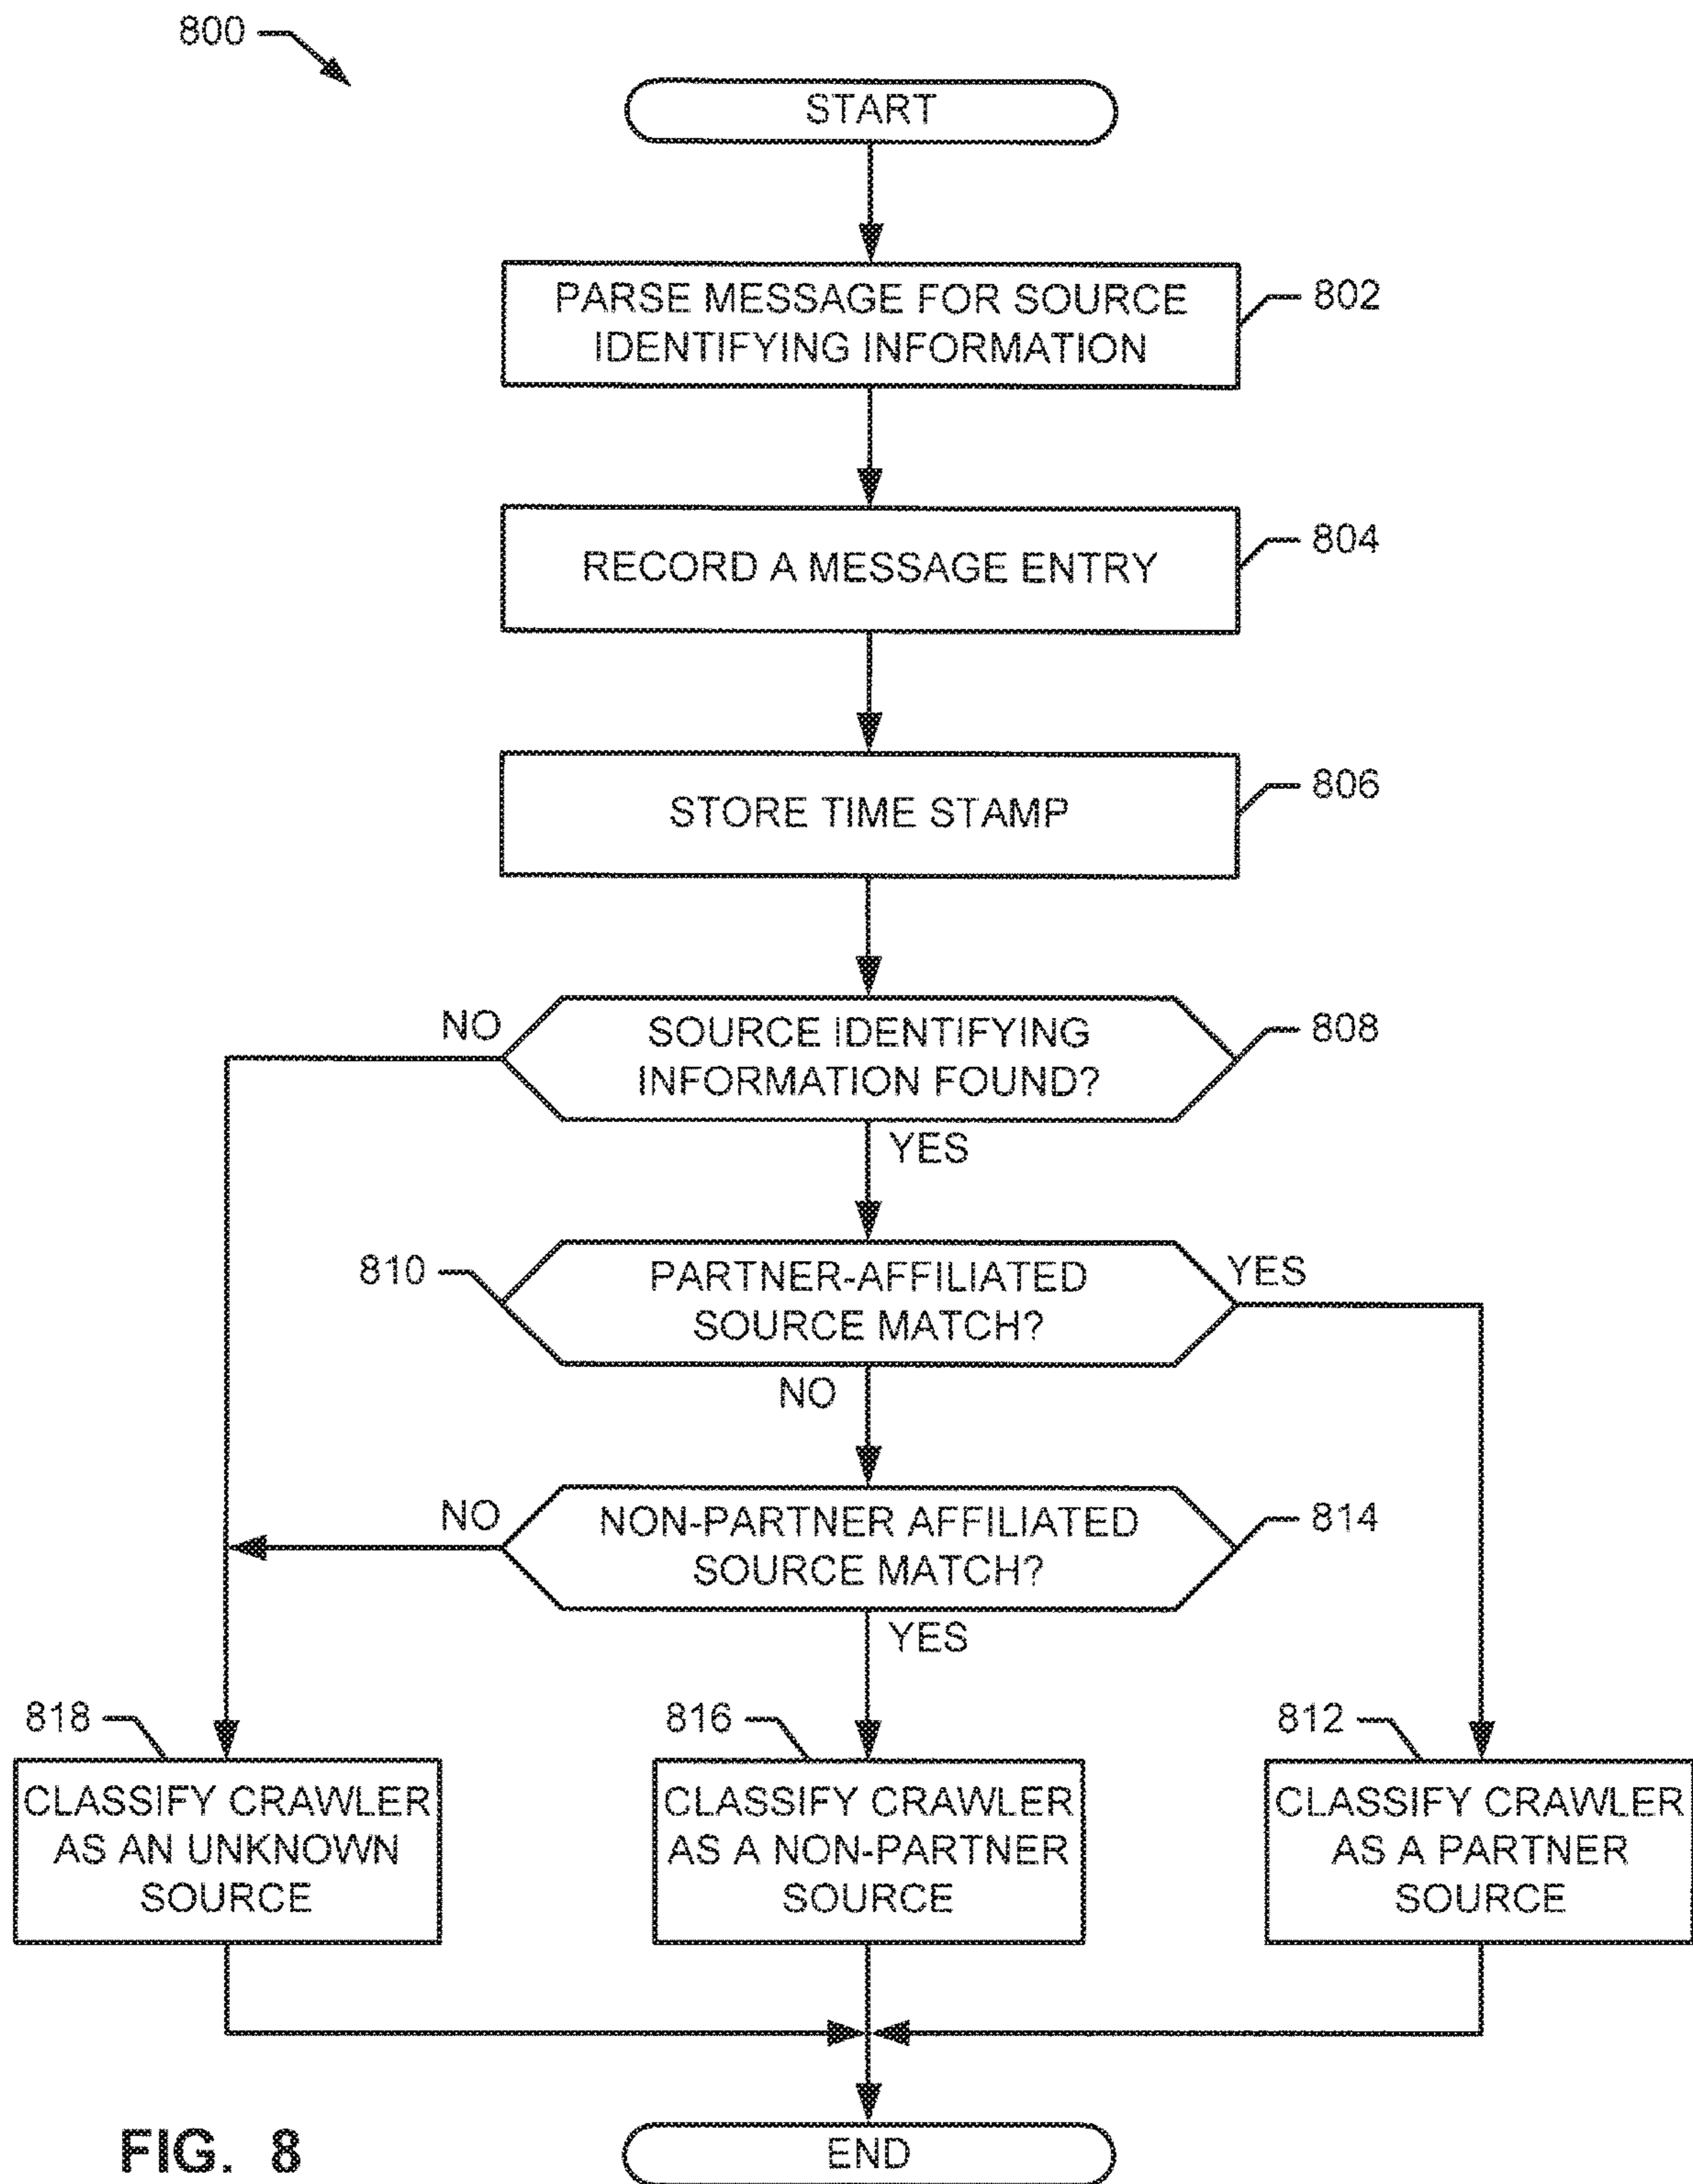 800
START
PARSE MESSAGE FOR SOURCE
IDENTIFYING INFORMATION
802
RECORD A MESSAGE ENTRY
804
STORE TIME STAMP
806
NO
SOURCE IDENTIFYING
INFORMATION FOUND?
808
YES
810
PARTNER-AFFILIATED
SOURCE MATCH?
YES
NO
NO
NON-PARTNER AFFILIATED
SOURCE MATCH?
814
YES
818
CLASSIFY CRAWLER
AS AN UNKNOWN
SOURCE
816
CLASSIFY CRAWLER
AS A NON-PARTNER
SOURCE
812
CLASSIFY CRAWLER
AS A PARTNER
SOURCE
END
FIG. 8